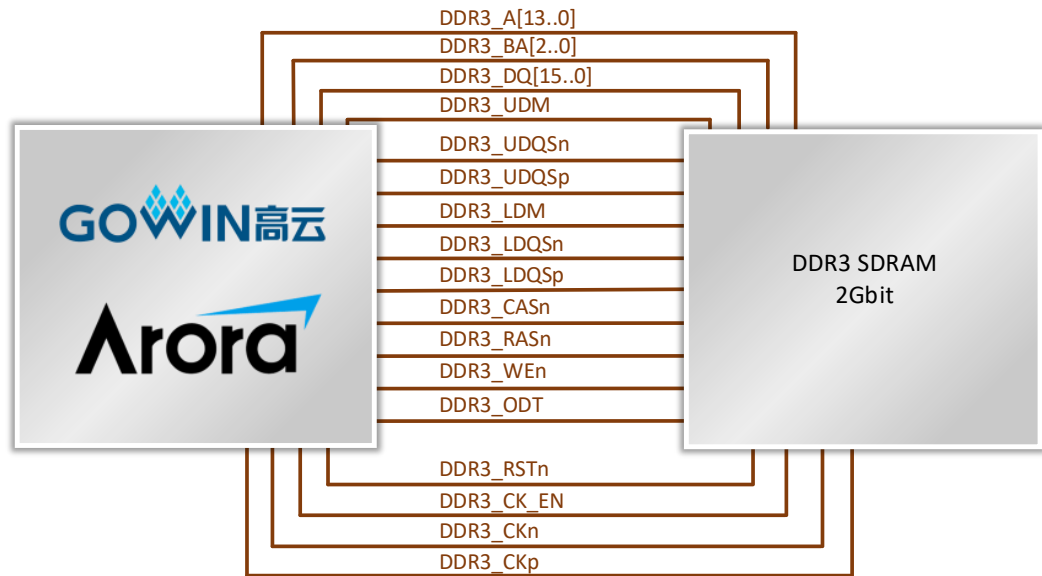 DDR3_A[13..0]
DDR3_BA[2..0]
DDR3_DQ[15..0]
DDR3_UDM
DDR3_UDQSn
DDR3_UDQSp
DDR3_LDM
DDR3_LDQSn
DDR3_LDQSp
DDR3_CASn
DDR3_RASn
DDR3_WEn
DDR3_ODT
DDR3_RSTn
DDR3_CK_EN
DDR3_CKn
DDR3_CKp
GOWIN高云
Arora
DDR3 SDRAM
2Gbit